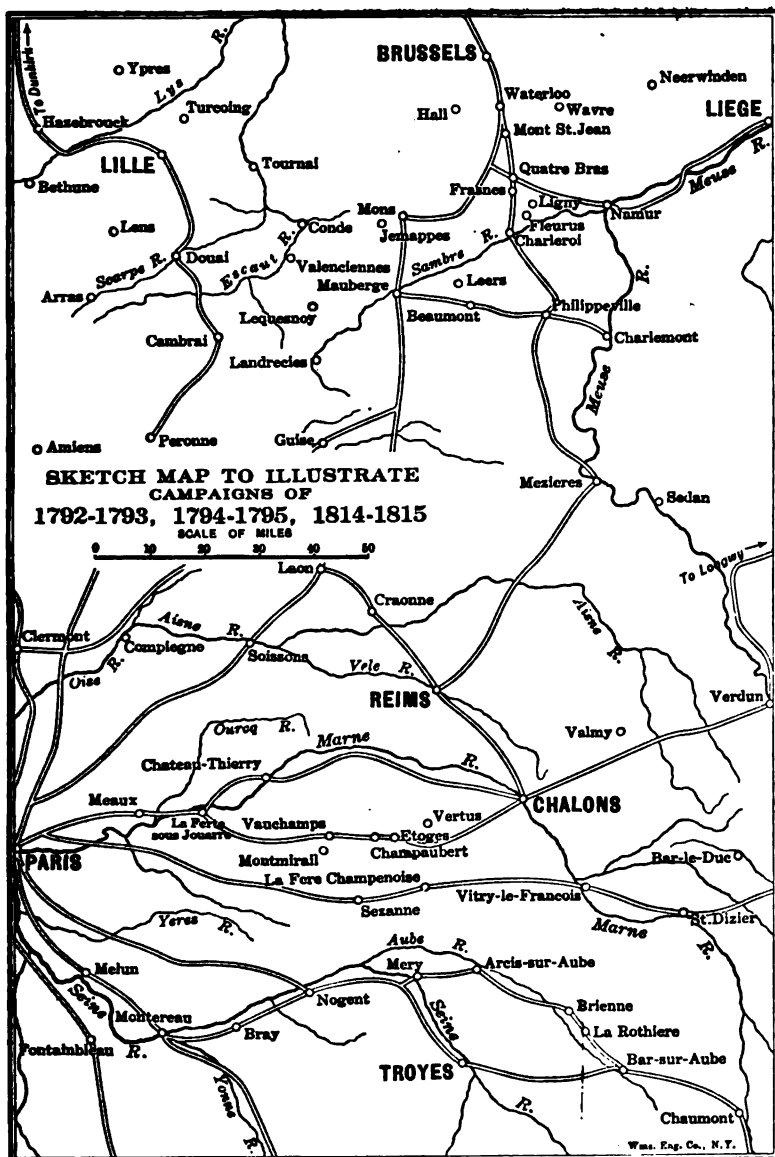 To Dunkirk
Ypres
Lys R.
BRUSSELS
Neerwinden
Hazebrouck
Turcoing
Hall
Waterloo
Wavre
Mont St. Jean
LIEGE
LILLE
Tournai
Quatre Bras
Meuse R.
Bethune
Frasnes
Ligny
Namur
Lens
Conde
Mons
Jemappes
Fleurus
Charleroi
Scarpe R.
Douai
Escaut R.
Valenciennes
Sambre R.
Leers
Arras
Mauberge
Beaumont
Philippeville
R.
Lequesnoy
Cambrai
Charlemont
Landrecies
Meuse
Amiens
Peronne
Guise
SKETCH MAP TO ILLUSTRATE
CAMPAIGNS OF
1792-1793, 1794-1795, 1814-1815
SCALE OF MILES
0 10 20 30 40 50
Mezieres
Sedan
Laon
To Longwy
Craonne
Clermont
Aisne R.
Aisne R.
Compiegne
Oise R.
Soissons
Vele R.
REIMS
Verdun
Valmy
Ourcq R.
Marne R.
Chateau-Thierry
Meaux
La Ferte
sous Jouarre
Vauchamps
Vertus
Etoges
CHALONS
Champaubert
PARIS
Montmirail
Bar-le-Duc
La Fere Champenoise
Vitry-le-Francois
Sezanne
Marne R.
St. Dizier
Yeres R.
Aube R.
Melun
Mery
Arcis-sur-Aube
Seine R.
Montereau
Nogent
Brienne
Bray
Seine R.
La Rothiere
Fontainbleau
TROYES
Bar-sur-Aube
Yonne R.
Chaumont
Wms. Eng. Co., N.Y.